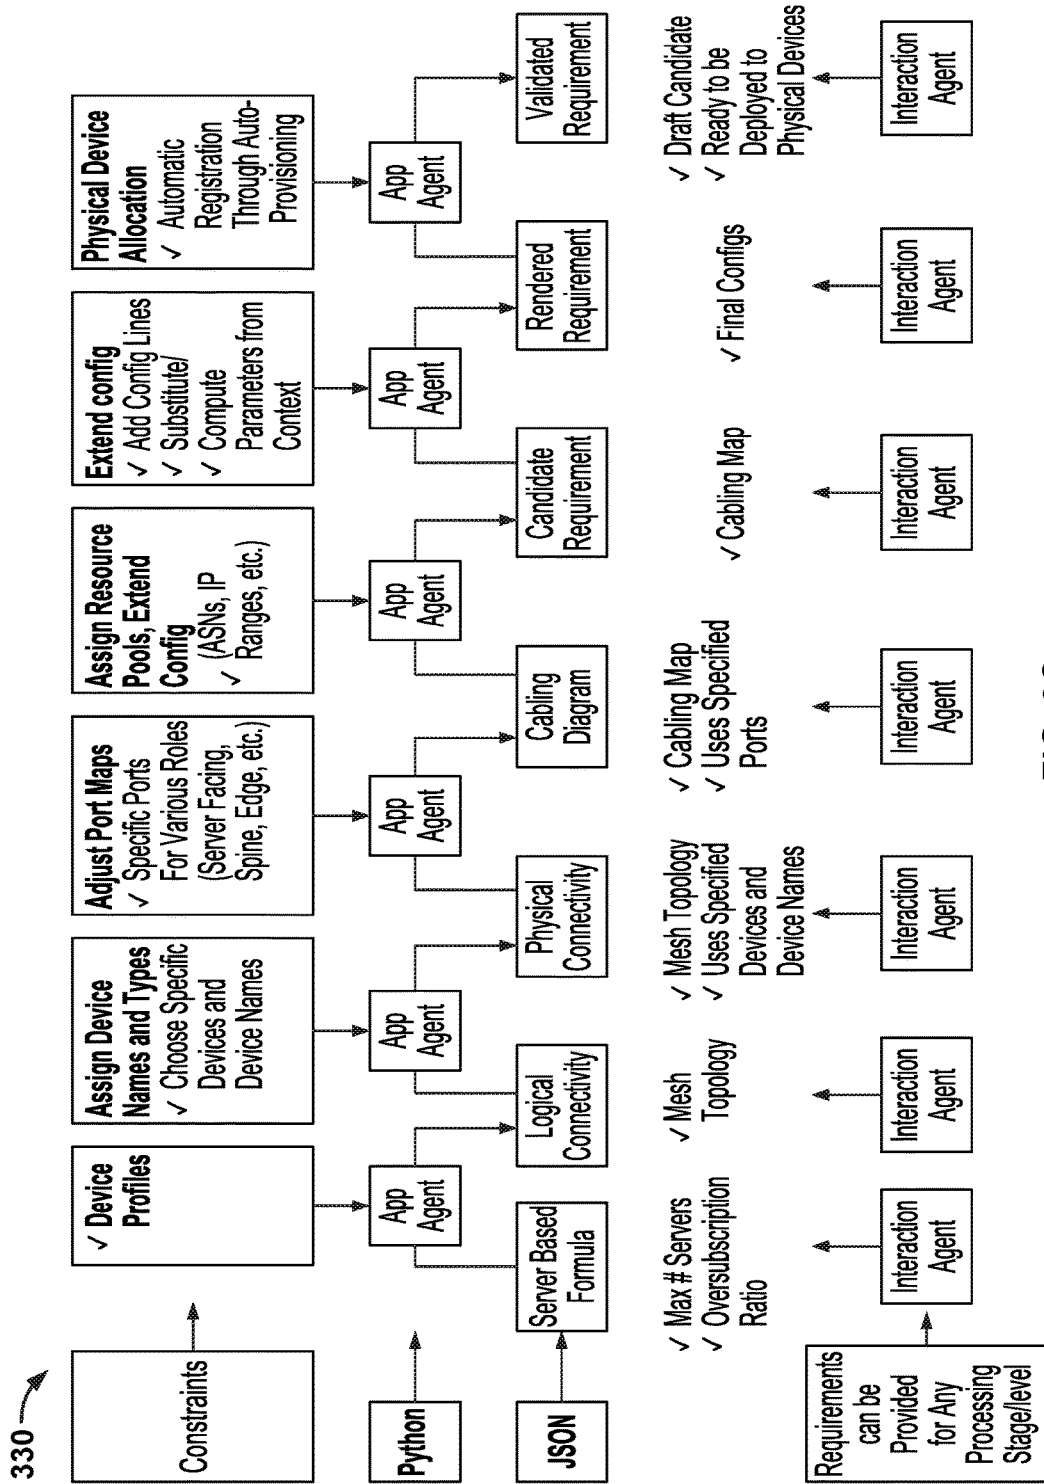 330
Constraints
✓ Device
Profiles
Assign Device
Names and Types
✓ Choose Specific
Devices and
Device Names
Adjust Port Maps
✓ Specific Ports
For Various Roles
(Server Facing,
Spine, Edge, etc.)
Assign Resource
Pools, Extend
Config
✓ (ASNs, IP
Ranges, etc.)
Extend config
✓ Add Config Lines
✓ Substitute/
✓ Compute
Parameters from
Context
Physical Device
Allocation
✓ Automatic
Registration
Through Auto-
Provisioning
Python
App
Agent
App
Agent
App
Agent
App
Agent
App
Agent
App
Agent
JSON
Server Based
Formula
Logical
Connectivity
Physical
Connectivity
Cabling
Diagram
Candidate
Requirement
Rendered
Requirement
Validated
Requirement
✓ Max # Servers
✓ Oversubscription
Ratio
✓ Mesh
Topology
✓ Mesh Topology
✓ Uses Specified
Devices and
Device Names
✓ Cabling Map
✓ Uses Specified
Ports
✓ Cabling Map
✓ Final Configs
✓ Draft Candidate
✓ Ready to be
Deployed to
Physical Devices
Requirements
can be
Provided
for Any
Processing
Stage/level
Interaction
Agent
Interaction
Agent
Interaction
Agent
Interaction
Agent
Interaction
Agent
Interaction
Agent
Interaction
Agent